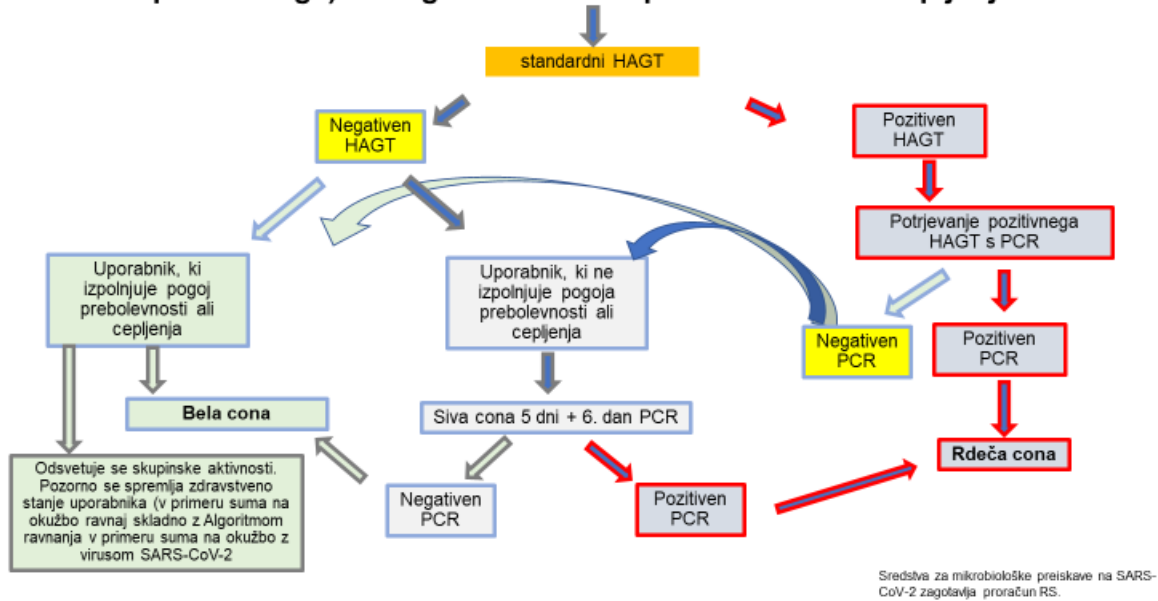 standardni HAGT
Negativen
HAGT
Pozitiven
HAGT
Potrjevanje pozitivnega
HAGT s PCR
Uporabnik, ki
izpolnjuje pogoj
prebolevnosti ali
cepljenja
Uporabnik, ki ne
izpolnjuje pogoja
prebolevnosti ali
cepljenja
Negativen
PCR
Pozitiven
PCR
Bela cona
Siva cona 5 dni + 6. dan PCR
Rdeča cona
Odsvetuje se skupinske aktivnosti.
Pozorno se spremlja zdravstveno
stanje uporabnika (v primeru suma na
okužbo ravnaj skladno z Algoritmom
ravnanja v primeru suma na okužbo z
virusom SARS-CoV-2
Negativen
PCR
Pozitiven
PCR
Sredstva za mikrobiološke preiskave na SARS-
CoV-2 zagotavlja proračun RS.